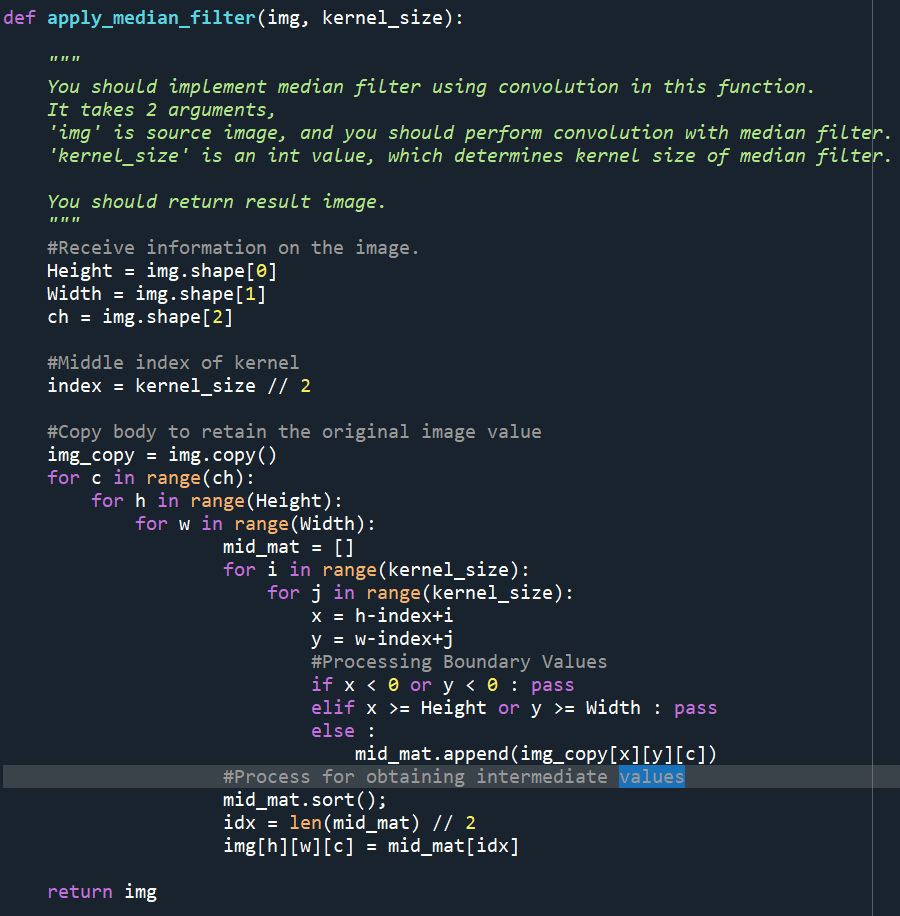 def apply_median_filter(img, kernel_size):
"""
You should implement median filter using convolution in this function.
It takes 2 arguments,
'img' is source image, and you should perform convolution with median filter.
'kernel_size' is an int value, which determines kernel size of median filter.
You should return result image.
"""
#Receive information on the image.
Height = img.shape[0]
Width = img.shape[1]
ch = img.shape[2]
#Middle index of kernel
index = kernel_size // 2
#Copy body to retain the original image value
img_copy = img.copy()
for c in range(ch):
for h in range(Height):
for w in range(Width):
mid_mat = []
for i in range(kernel_size):
for j in range(kernel_size):
x = h-index+i
y = w-index+j
#Processing Boundary Values
if x < 0 or y < 0 : pass
elif x >= Height or y >= Width : pass
else :
mid_mat.append(img_copy[x][y][c])
#Process for obtaining intermediate values
mid_mat.sort();
idx = len(mid_mat) // 2
img[h][w][c] = mid_mat[idx]
return img